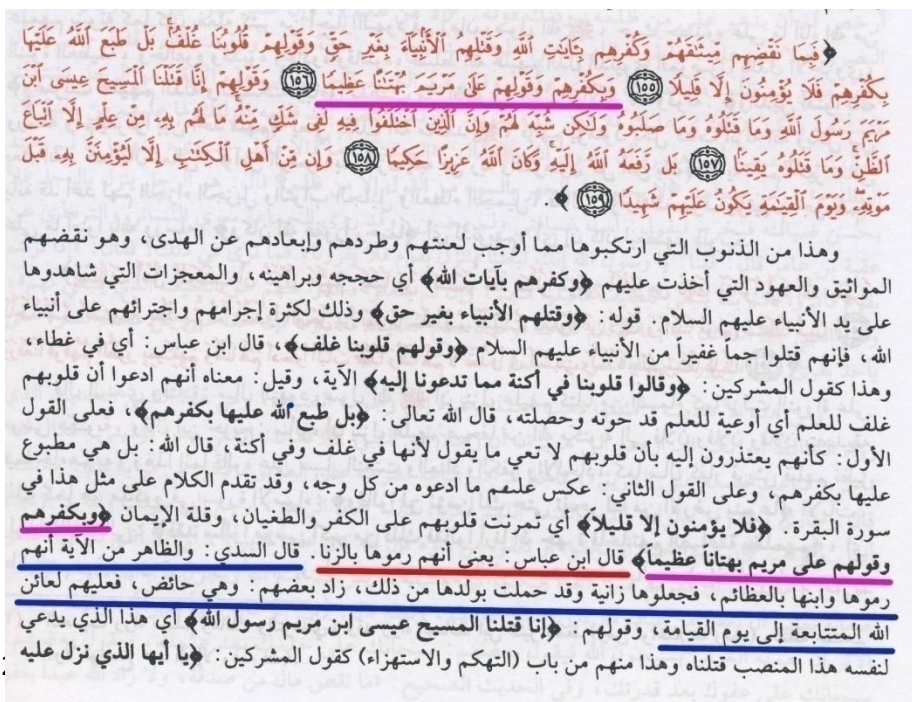 ﴿فَبِمَا نَقْضِهِم مِّيثَٰقَهُمْ وَكُفْرِهِم بِـَٔايَٰتِ ٱللَّهِ وَقَتْلِهِمُ ٱلْأَنۢبِيَآءَ بِغَيْرِ حَقٍّ وَقَوْلِهِمْ قُلُوبُنَا غُلْفٌۢ ۚ بَلْ طَبَعَ ٱللَّهُ عَلَيْهَا
بِكُفْرِهِمْ فَلَا يُؤْمِنُونَ إِلَّا قَلِيلًا ﴿١٥٥﴾ وَبِكُفْرِهِمْ وَقَوْلِهِمْ عَلَىٰ مَرْيَمَ بُهْتَٰنًا عَظِيمًا ﴿١٥٦﴾ وَقَوْلِهِمْ إِنَّا قَتَلْنَا ٱلْمَسِيحَ عِيسَى ٱبْنَ
مَرْيَمَ رَسُولَ ٱللَّهِ وَمَا قَتَلُوهُ وَمَا صَلَبُوهُ وَلَٰكِن شُبِّهَ لَهُمْ ۚ وَإِنَّ ٱلَّذِينَ ٱخْتَلَفُوا۟ فِيهِ لَفِى شَكٍّ مِّنْهُ ۚ مَا لَهُم بِهِۦ مِنْ عِلْمٍ إِلَّا ٱتِّبَاعَ
ٱلظَّنِّ ۚ وَمَا قَتَلُوهُ يَقِينًۢا ﴿١٥٧﴾ بَل رَّفَعَهُ ٱللَّهُ إِلَيْهِ ۚ وَكَانَ ٱللَّهُ عَزِيزًا حَكِيمًا ﴿١٥٨﴾ وَإِن مِّنْ أَهْلِ ٱلْكِتَٰبِ إِلَّا لَيُؤْمِنَنَّ بِهِۦ قَبْلَ
مَوْتِهِۦ ۖ وَيَوْمَ ٱلْقِيَٰمَةِ يَكُونُ عَلَيْهِمْ شَهِيدًا ﴿١٥٩﴾﴾.
وهذا من الذنوب التي ارتكبوها مما أوجب لعنتهم وطردهم وإبعادهم عن الهدى، وهو نقضهم
المواثيق والعهود التي أخذت عليهم ﴿وكفرهم بآيات الله﴾ أي حججه وبراهينه، والمعجزات التي شاهدوها
على يد الأنبياء عليهم السلام. قوله: ﴿وقتلهم الأنبياء بغير حق﴾ وذلك لكثرة إجرامهم واجترائهم على أنبياء
الله، فإنهم قتلوا جماً غفيراً من الأنبياء عليهم السلام ﴿وقولهم قلوبنا غلف﴾، قال ابن عباس: أي في غطاء،
وهذا كقول المشركين: ﴿وقالوا قلوبنا في أكنة مما تدعونا إليه﴾ الآية، وقيل: معناه أنهم ادعوا أن قلوبهم
غلف للعلم أي أوعية للعلم قد حوته وحصلته، قال الله تعالى: ﴿بل طبع الله عليها بكفرهم﴾، فعلى القول
الأول: كأنهم يعتذرون إليه بأن قلوبهم لا تعي ما يقول لأنها في غلف وفي أكنة، قال الله: بل هي مطبوع
عليها بكفرهم، وعلى القول الثاني: عكس عليهم ما ادعوه من كل وجه، وقد تقدم الكلام على مثل هذا في
سورة البقرة. ﴿فلا يؤمنون إلا قليلاً﴾ أي تمرنت قلوبهم على الكفر والطغيان، وقلة الإيمان ﴿وبكفرهم
وقولهم على مريم بهتاناً عظيماً﴾ قال ابن عباس: يعني أنهم رموها بالزنا. قال السدي: والظاهر من الآية أنهم
رموها وابنها بالعظائم، فجعلوها زانية وقد حملت بولدها من ذلك، زاد بعضهم: وهي حائض، فعليهم لعائن
الله المتتابعة إلى يوم القيامة، وقولهم: ﴿إنا قتلنا المسيح عيسى ابن مريم رسول الله﴾ أي هذا الذي يدعى
لنفسه هذا المنصب قتلناه وهذا منهم من باب (التهكم والاستهزاء) كقول المشركين: ﴿يا أيها الذي نزل عليه